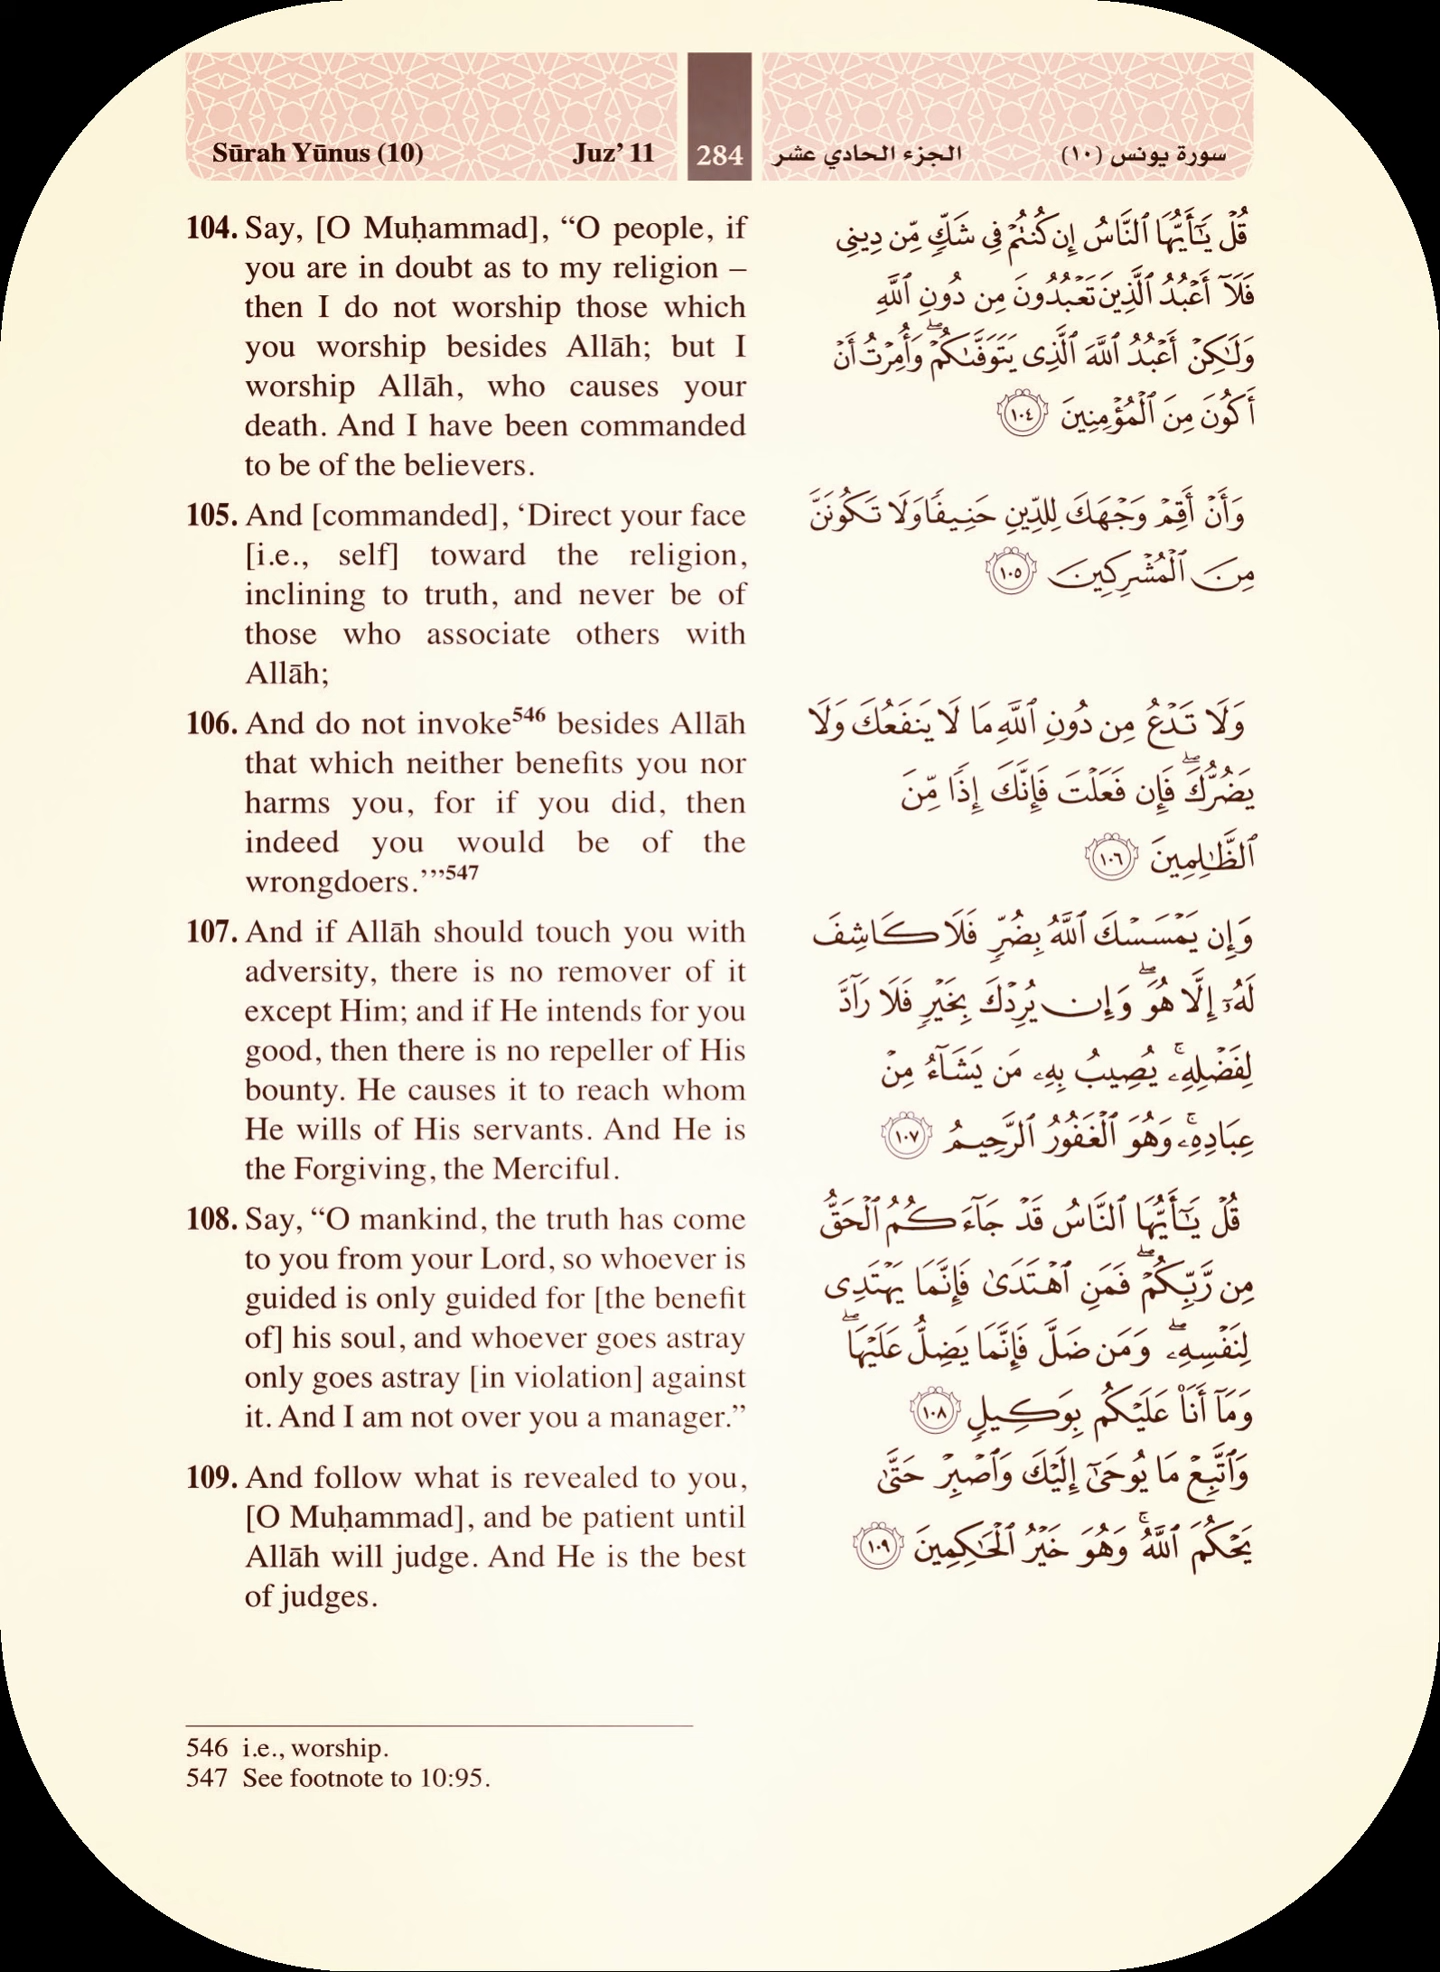 Sūrah Yūnus (10) Juz’ 11 284 الجزء الحادي عشر سورة يونس (١٠)
104. Say, [O Muḥammad], “O people, if
you are in doubt as to my religion –
then I do not worship those which
you worship besides Allāh; but I
worship Allāh, who causes your
death. And I have been commanded
to be of the believers.
قُلْ يَـٰٓأَيُّهَا ٱلنَّاسُ إِن كُنتُمْ فِى شَكٍّ مِّن دِينِى
فَلَآ أَعْبُدُ ٱلَّذِينَ تَعْبُدُونَ مِن دُونِ ٱللَّهِ
وَلَـٰكِنْ أَعْبُدُ ٱللَّهَ ٱلَّذِى يَتَوَفَّىٰكُمْ ۖ وَأُمِرْتُ أَنْ
أَكُونَ مِنَ ٱلْمُؤْمِنِينَ ١٠٤
105. And [commanded], ‘Direct your face
[i.e., self] toward the religion,
inclining to truth, and never be of
those who associate others with
Allāh;
وَأَنْ أَقِمْ وَجْهَكَ لِلدِّينِ حَنِيفًا وَلَا تَكُونَنَّ
مِنَ ٱلْمُشْرِكِينَ ١٠٥
106. And do not invoke546 besides Allāh
that which neither benefits you nor
harms you, for if you did, then
indeed you would be of the
wrongdoers.’”547
وَلَا تَدْعُ مِن دُونِ ٱللَّهِ مَا لَا يَنفَعُكَ وَلَا
يَضُرُّكَ ۖ فَإِن فَعَلْتَ فَإِنَّكَ إِذًا مِّنَ
ٱلظَّـٰلِمِينَ ١٠٦
107. And if Allāh should touch you with
adversity, there is no remover of it
except Him; and if He intends for you
good, then there is no repeller of His
bounty. He causes it to reach whom
He wills of His servants. And He is
the Forgiving, the Merciful.
وَإِن يَمْسَسْكَ ٱللَّهُ بِضُرٍّ فَلَا كَاشِفَ
لَهُۥٓ إِلَّا هُوَ ۖ وَإِن يُرِدْكَ بِخَيْرٍ فَلَا رَآدَّ
لِفَضْلِهِۦ ۚ يُصِيبُ بِهِۦ مَن يَشَآءُ مِنْ
عِبَادِهِۦ ۚ وَهُوَ ٱلْغَفُورُ ٱلرَّحِيمُ ١٠٧
108. Say, “O mankind, the truth has come
to you from your Lord, so whoever is
guided is only guided for [the benefit
of] his soul, and whoever goes astray
only goes astray [in violation] against
it. And I am not over you a manager.”
قُلْ يَـٰٓأَيُّهَا ٱلنَّاسُ قَدْ جَآءَكُمُ ٱلْحَقُّ
مِن رَّبِّكُمْ ۖ فَمَنِ ٱهْتَدَىٰ فَإِنَّمَا يَهْتَدِى
لِنَفْسِهِۦ ۖ وَمَن ضَلَّ فَإِنَّمَا يَضِلُّ عَلَيْهَا ۖ
وَمَآ أَنَا۠ عَلَيْكُم بِوَكِيلٍ ١٠٨
109. And follow what is revealed to you,
[O Muḥammad], and be patient until
Allāh will judge. And He is the best
of judges.
وَٱتَّبِعْ مَا يُوحَىٰٓ إِلَيْكَ وَٱصْبِرْ حَتَّىٰ
يَحْكُمَ ٱللَّهُ ۚ وَهُوَ خَيْرُ ٱلْحَـٰكِمِينَ ١٠٩
546 i.e., worship.
547 See footnote to 10:95.